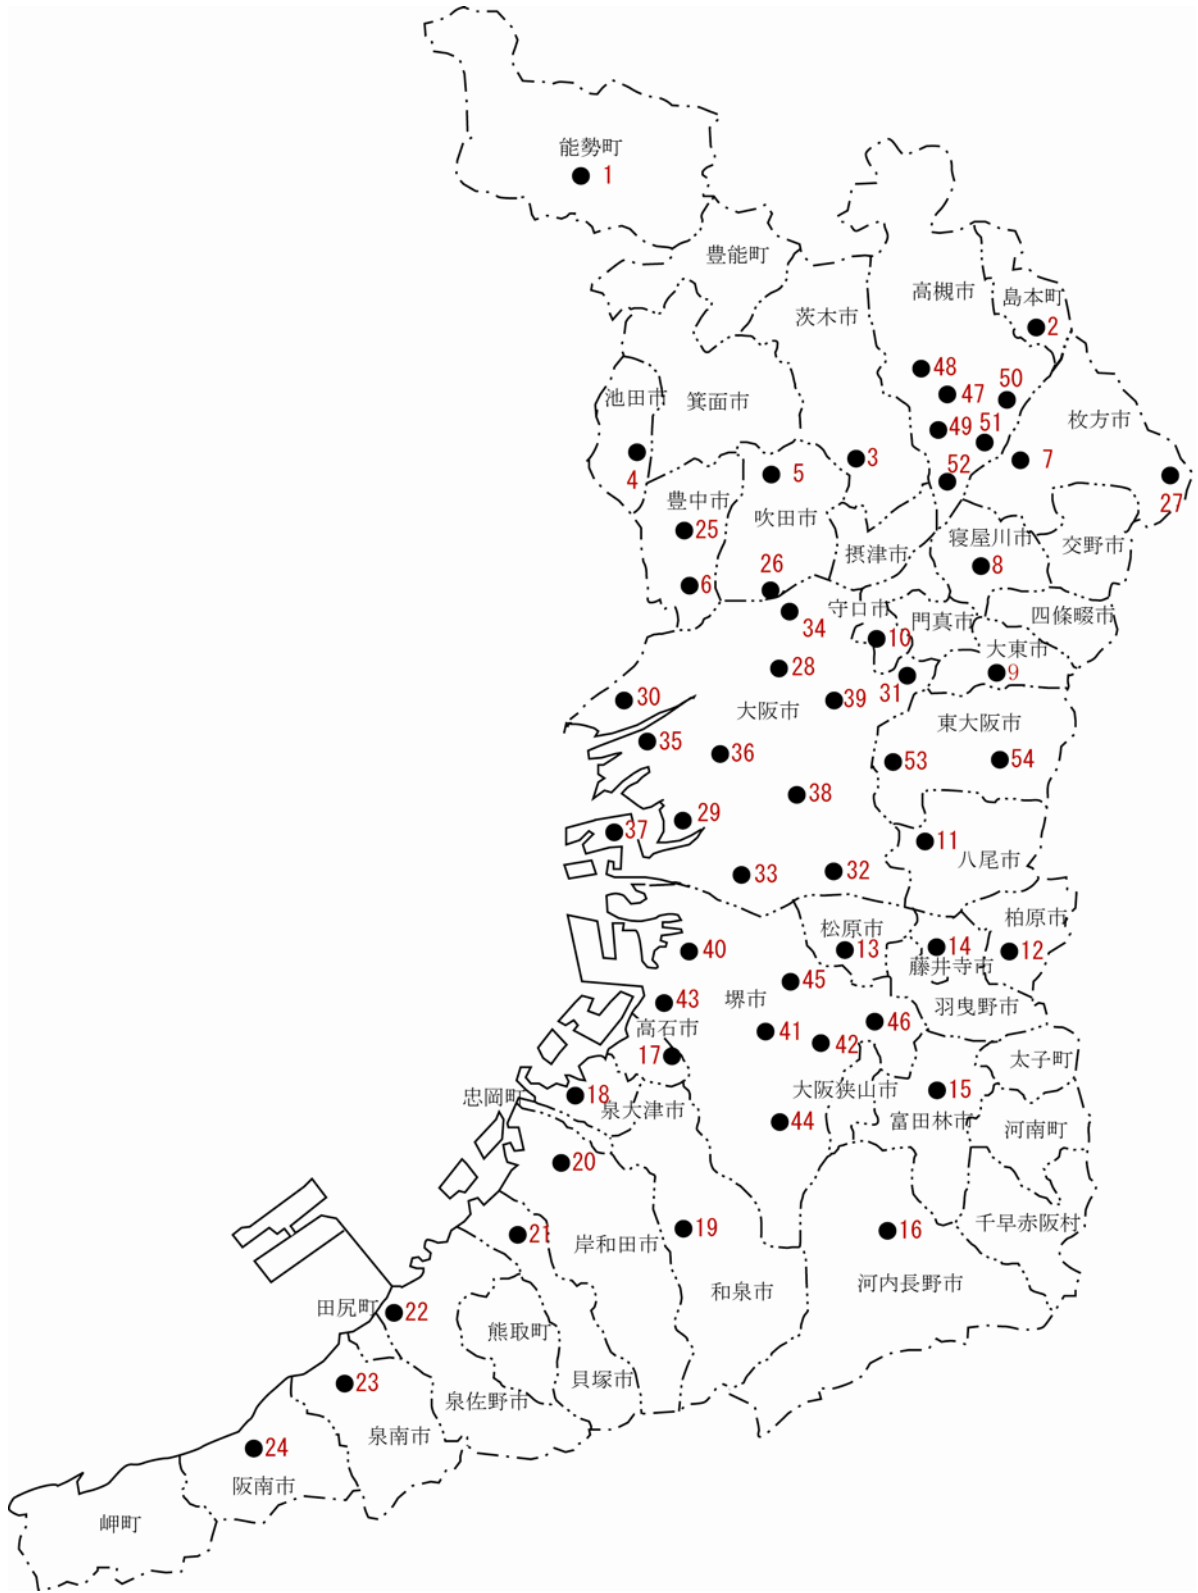 能勢町
1
豊能町
高槻市
島本町
茨木市
2
48
50
47
池田市
箕面市
枚方市
49
51
3
7
4
5
52
27
豊中市
吹田市
25
寝屋川市
交野市
摂津市
26
8
6
守口市
門真市
四條畷市
34
10
大東市
28
31
9
30
39
大阪市
東大阪市
35
36
53
54
38
29
37
11
八尾市
33
32
柏原市
松原市
40
13
14
12
藤井寺市
45
堺市
43
羽曳野市
高石市
41
46
42
17
太子町
大阪狭山市
15
忠岡町
18
泉大津市
富田林市
44
河南町
20
千早赤阪村
19
16
21
岸和田市
河内長野市
和泉市
田尻町
22
熊取町
貝塚市
23
泉佐野市
泉南市
24
阪南市
岬町